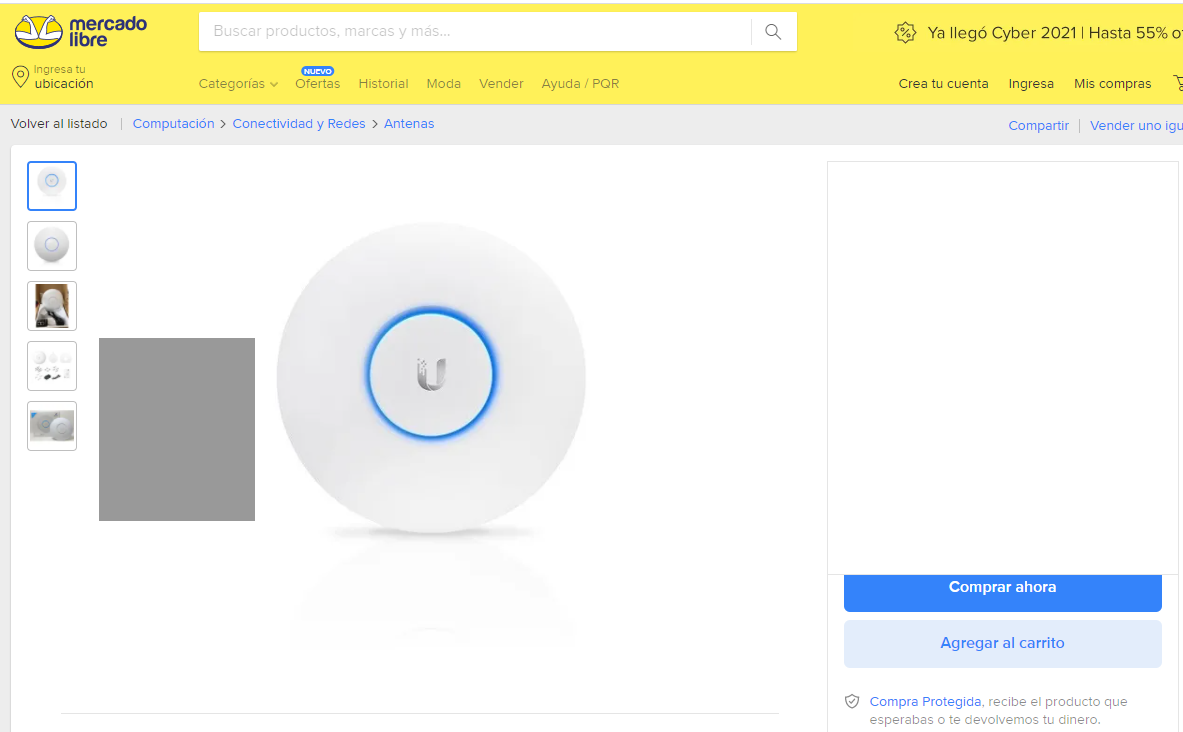 mercado
libre
Buscar productos, marcas y más...
Ya llegó Cyber 2021 | Hasta 55% o
Ingresa tu
ubicación
NUEVO
Categorías
Ofertas
Historial
Moda
Vender
Ayuda / PQR
Crea tu cuenta
Ingresa
Mis compras
Volver al listado
Computación > Conectividad y Redes > Antenas
Compartir
Vender uno igu
U
Comprar ahora
Agregar al carrito
Compra Protegida, recibe el producto que
esperabas o te devolvemos tu dinero.